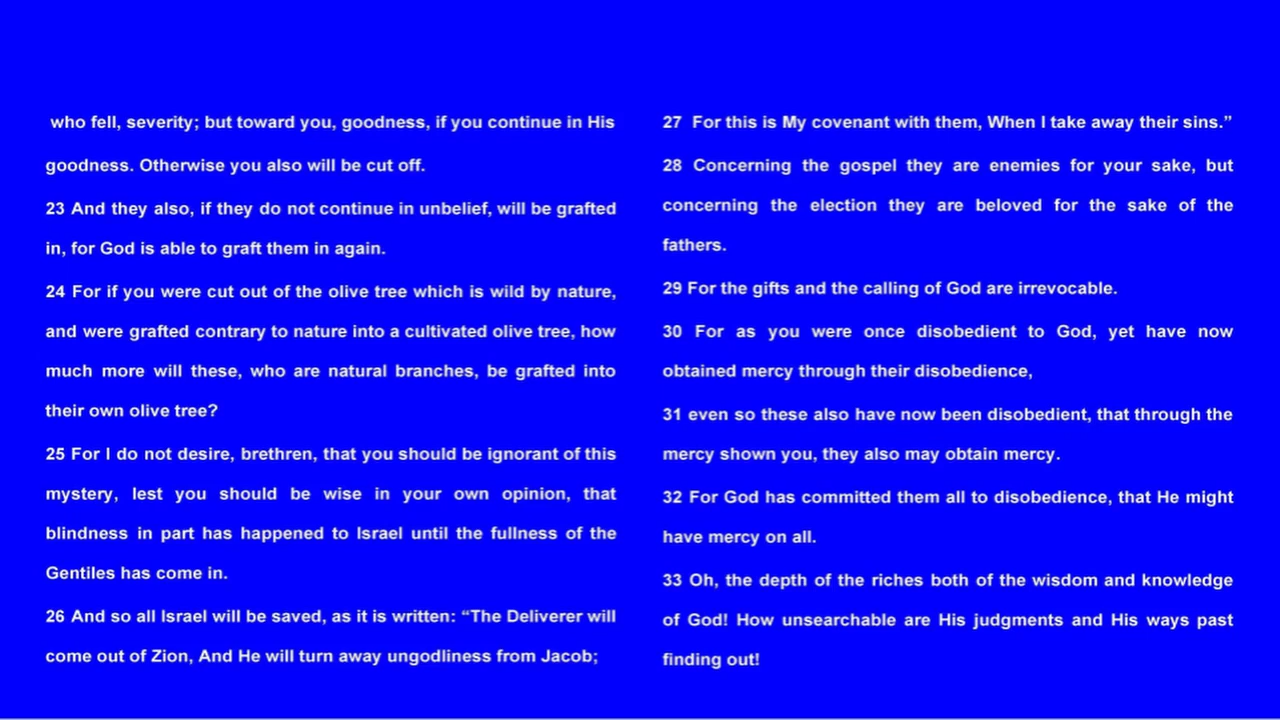 who fell, severity; but toward you, goodness, if you continue in His
goodness. Otherwise you also will be cut off.
23 And they also, if they do not continue in unbelief, will be grafted
in, for God is able to graft them in again.
24 For if you were cut out of the olive tree which is wild by nature,
and were grafted contrary to nature into a cultivated olive tree, how
much more will these, who are natural branches, be grafted into
their own olive tree?
25 For I do not desire, brethren, that you should be ignorant of this
mystery, lest you should be wise in your own opinion, that
blindness in part has happened to Israel until the fullness of the
Gentiles has come in.
26 And so all Israel will be saved, as it is written: “The Deliverer will
come out of Zion, And He will turn away ungodliness from Jacob;
27 For this is My covenant with them, When I take away their sins.”
28 Concerning the gospel they are enemies for your sake, but
concerning the election they are beloved for the sake of the
fathers.
29 For the gifts and the calling of God are irrevocable.
30 For as you were once disobedient to God, yet have now
obtained mercy through their disobedience,
31 even so these also have now been disobedient, that through the
mercy shown you, they also may obtain mercy.
32 For God has committed them all to disobedience, that He might
have mercy on all.
33 Oh, the depth of the riches both of the wisdom and knowledge
of God! How unsearchable are His judgments and His ways past
finding out!